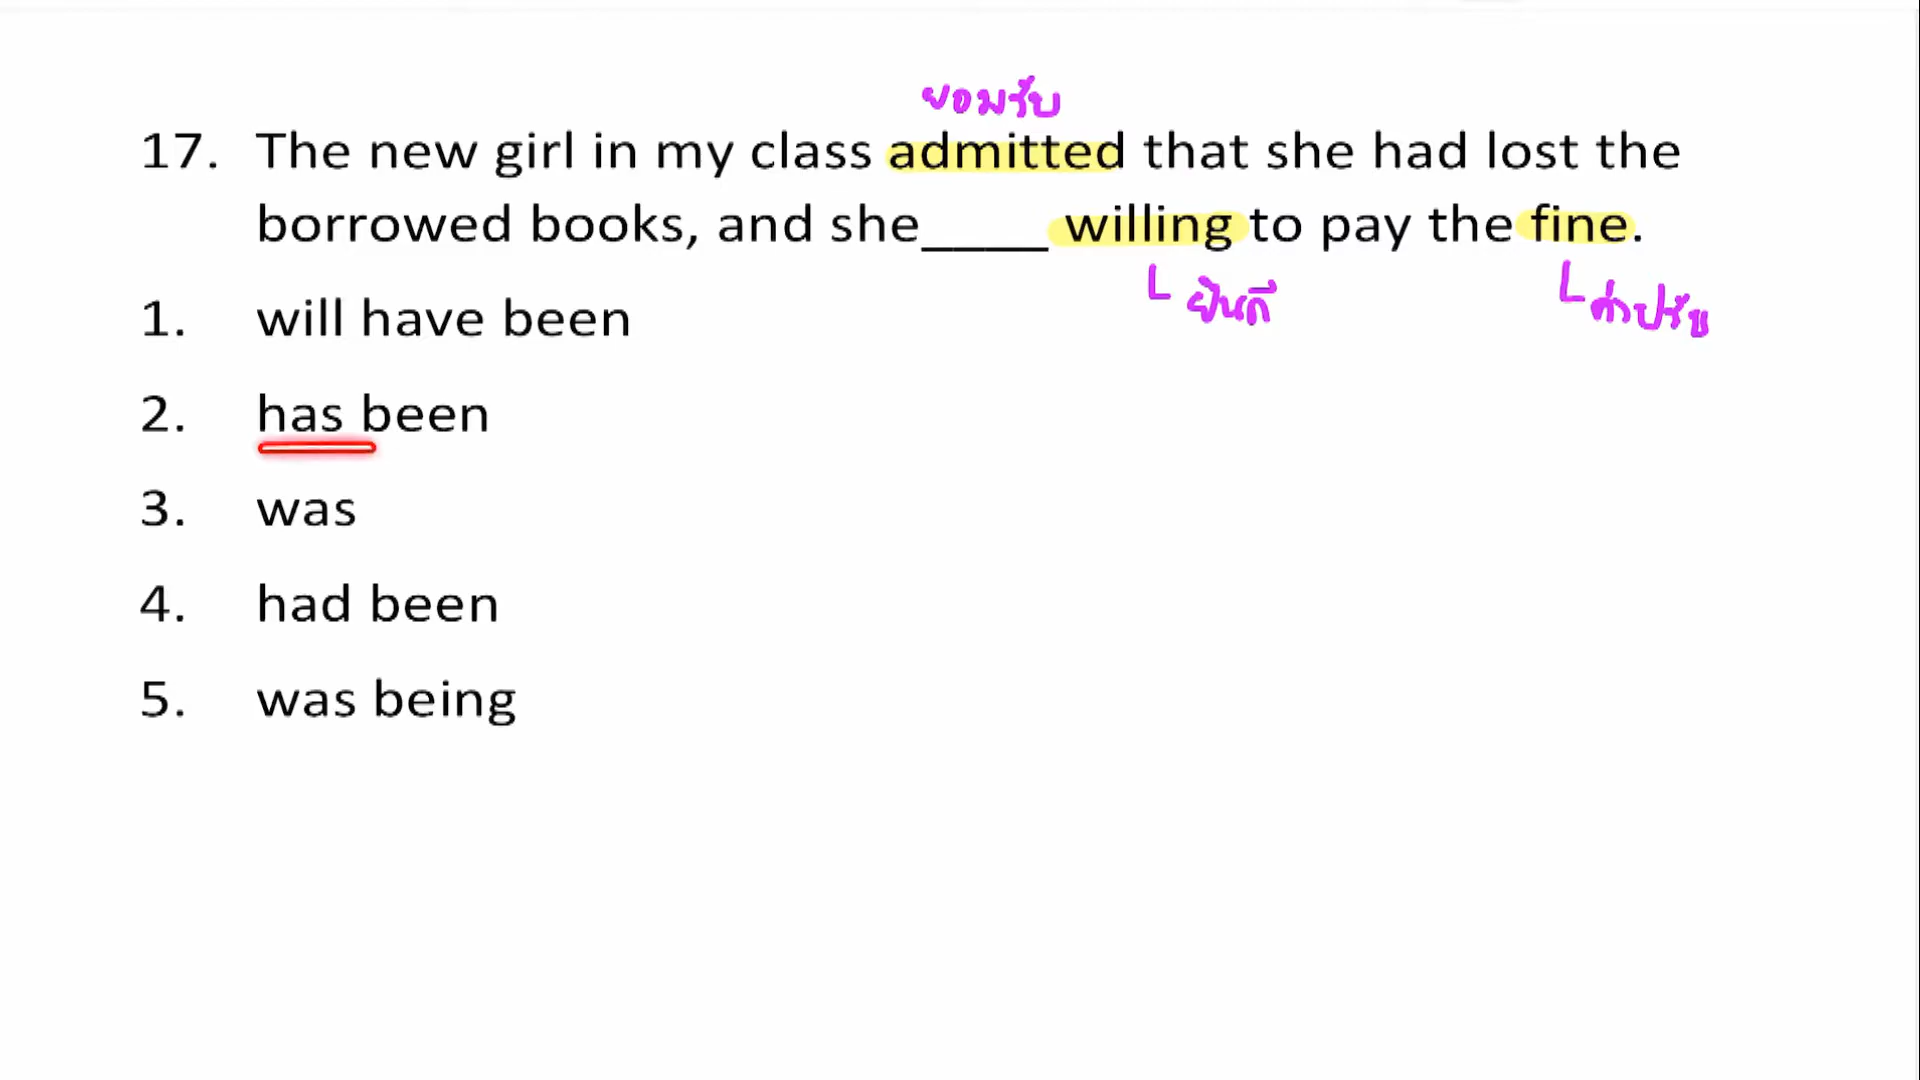 ยอมรับ
17. The new girl in my class admitted that she had lost the
borrowed books, and she____ willing to pay the fine.
ยินดี
ค่าปรับ
1. will have been
2. has been
3. was
4. had been
5. was being